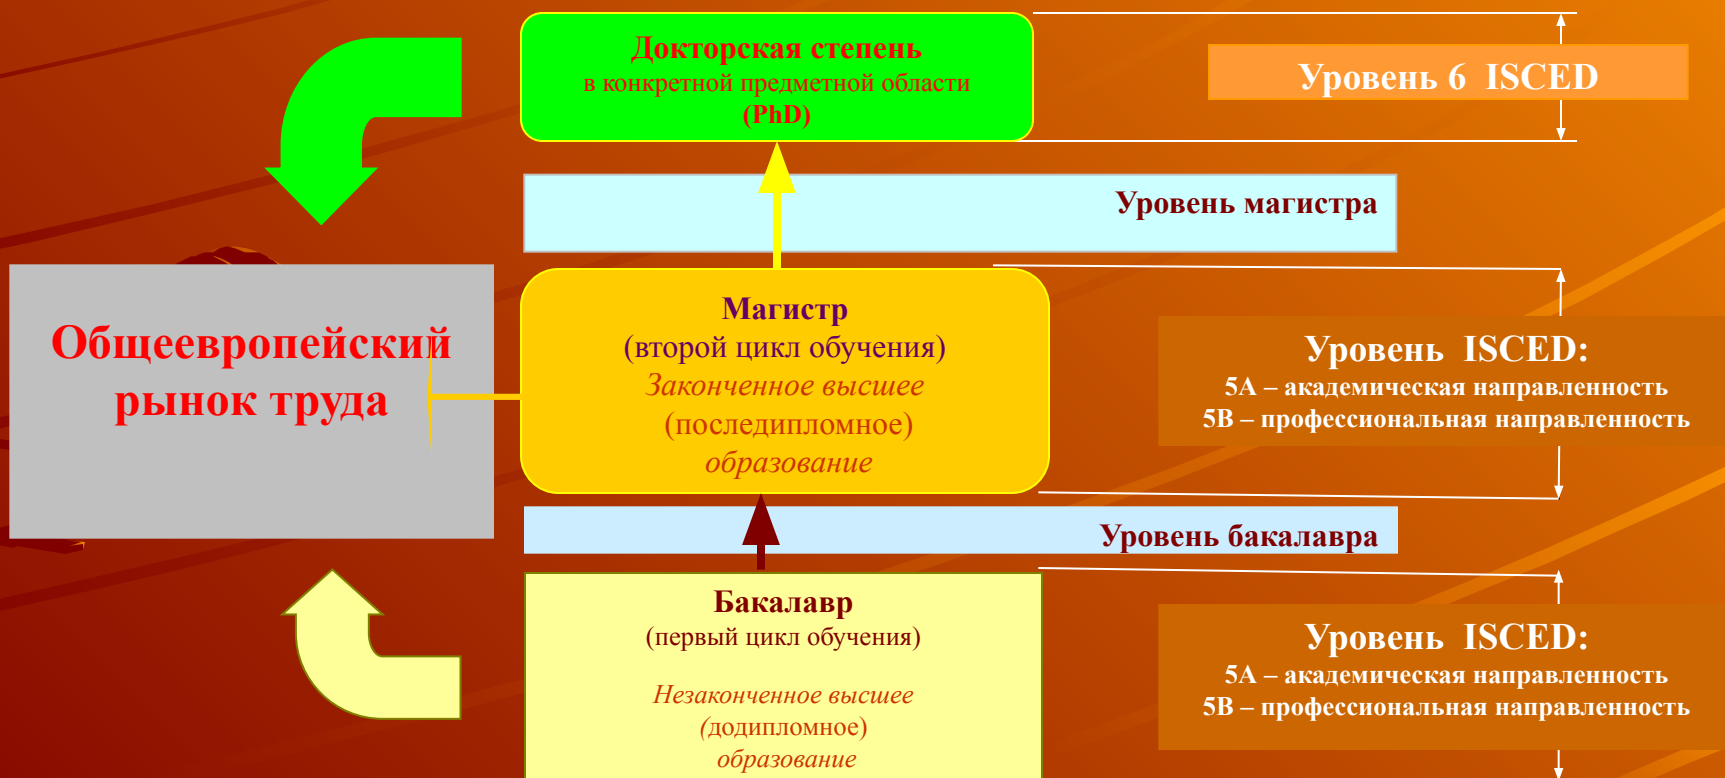 Докторская степень
в конкретной предметной области
(PhD)
Уровень 6 ISCED
Уровень магистра
Общеевропейский
рынок труда
Магистр
(второй цикл обучения)
Законченное высшее
(последипломное)
образование
Уровень ISCED:
5А – академическая направленность
5В – профессиональная направленность
Уровень бакалавра
Бакалавр
(первый цикл обучения)
Незаконченное высшее
(додипломное)
образование
Уровень ISCED:
5А – академическая направленность
5В – профессиональная направленность